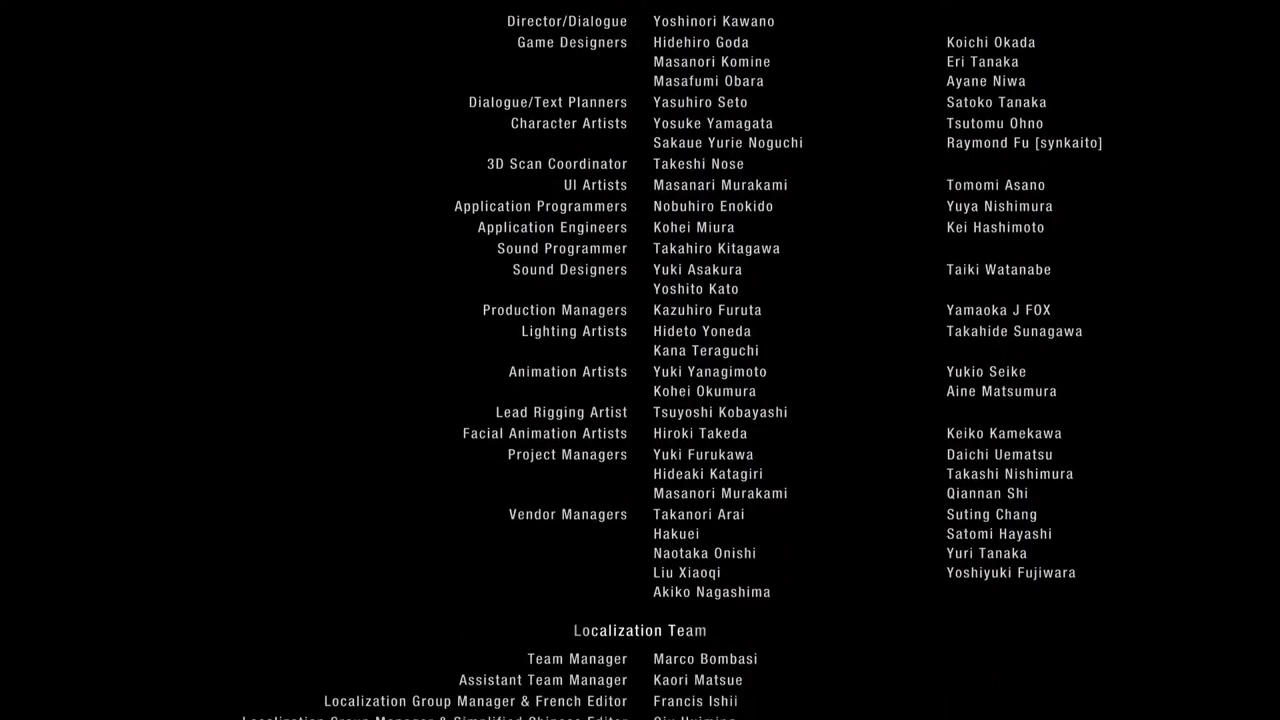 Director/Dialogue Yoshinori Kawano
Game Designers Hidehiro Goda Koichi Okada
Masanori Komine Eri Tanaka
Masafumi Obara Ayane Niwa
Dialogue/Text Planners Yasuhiro Seto Satoko Tanaka
Character Artists Yosuke Yamagata Tsutomu Ohno
Sakaue Yurie Noguchi Raymond Fu [synkaito]
3D Scan Coordinator Takeshi Nose
UI Artists Masanari Murakami Tomomi Asano
Application Programmers Nobuhiro Enokido Yuya Nishimura
Application Engineers Kohei Miura Kei Hashimoto
Sound Programmer Takahiro Kitagawa
Sound Designers Yuki Asakura Taiki Watanabe
Yoshito Kato
Production Managers Kazuhiro Furuta Yamaoka J FOX
Lighting Artists Hideto Yoneda Takahide Sunagawa
Kana Teraguchi
Animation Artists Yuki Yanagimoto Yukio Seike
Kohei Okumura Aine Matsumura
Lead Rigging Artist Tsuyoshi Kobayashi
Facial Animation Artists Hiroki Takeda Keiko Kamekawa
Project Managers Yuki Furukawa Daichi Uematsu
Hideaki Katagiri Takashi Nishimura
Masanori Murakami Qiannan Shi
Vendor Managers Takanori Arai Suting Chang
Hakuei Satomi Hayashi
Naotaka Onishi Yuri Tanaka
Liu Xiaoqi Yoshiyuki Fujiwara
Akiko Nagashima
Localization Team
Team Manager Marco Bombasi
Assistant Team Manager Kaori Matsue
Localization Group Manager & French Editor Francis Ishii
Localization Group Manager & Simplified Chinese Editor